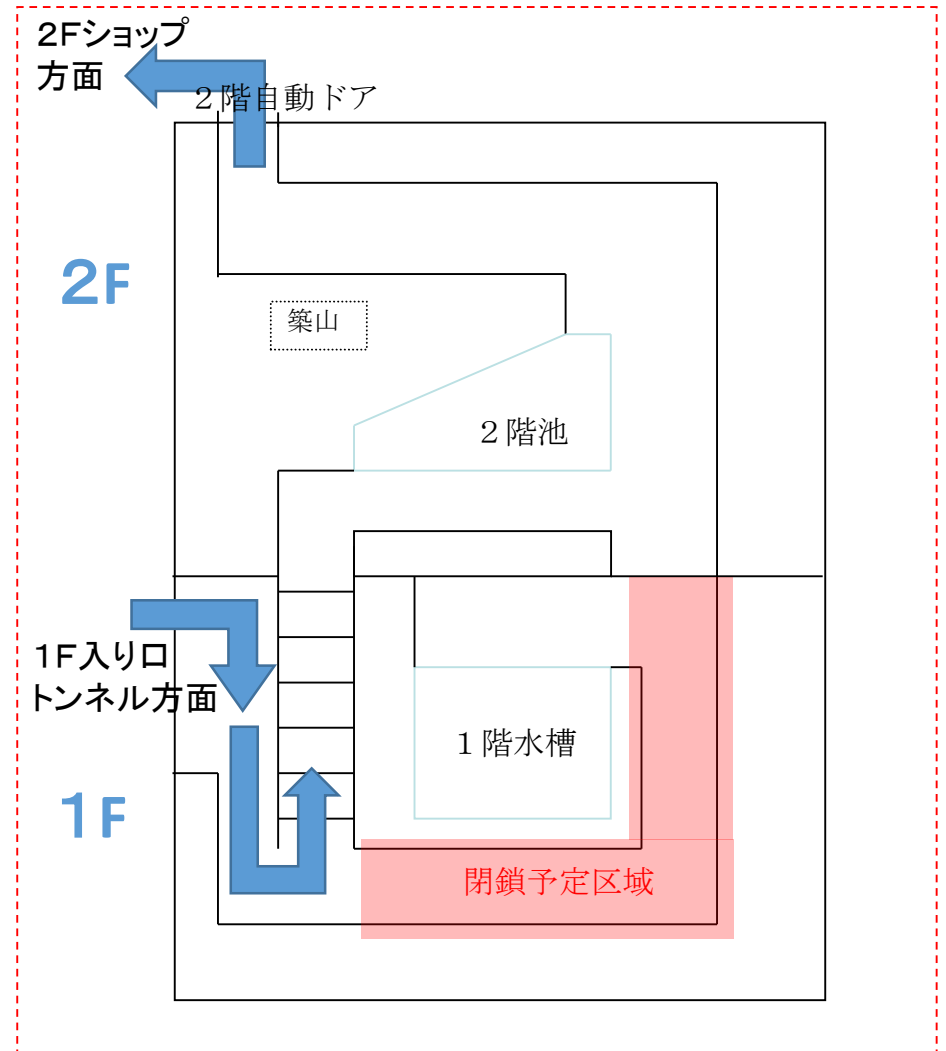 ２Fショップ
方面
２階自動ドア
２F
築山
２階池
１F入り口
トンネル方面
１階水槽
１F
閉鎖予定区域